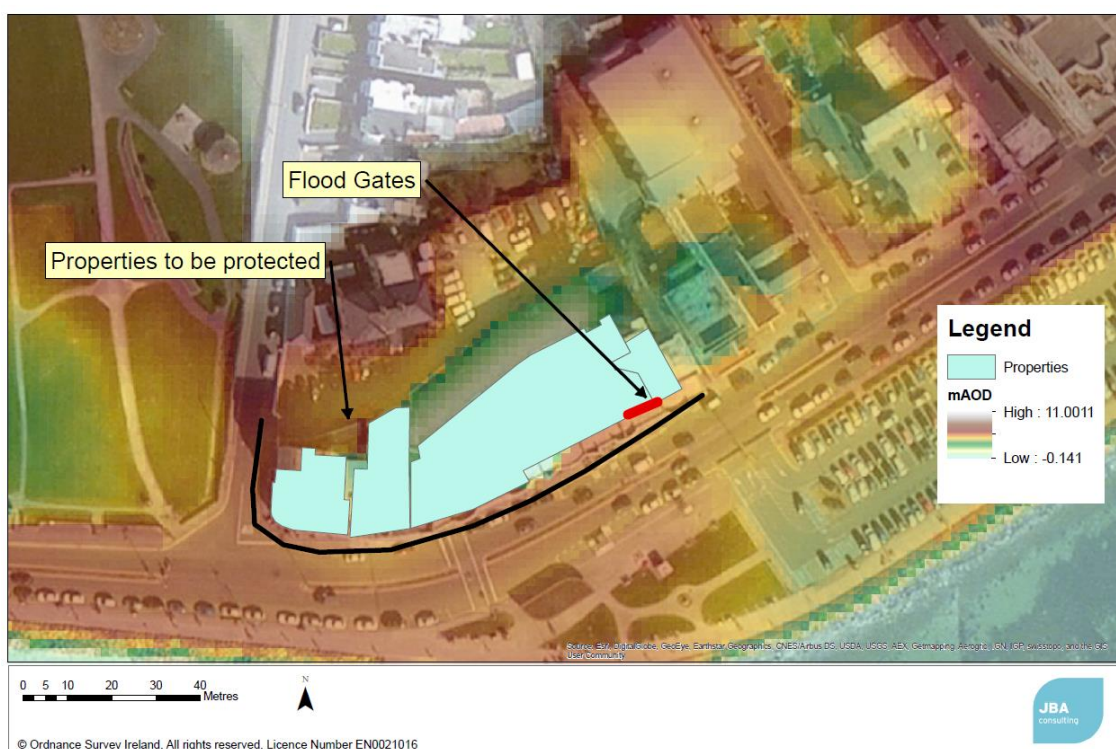 Flood Gates
Properties to be protected
Legend
Properties
mAOD
High : 11.0011
Low : -0.141
Source: Esri, DigitalGlobe, GeoEye, Earthstar Geographics, CNES/Airbus DS, USDA, USGS, AEX, Getmapping, Aerogrid, IGN, IGP, swisstopo, and the GIS
User Community
0 5 10 20 30 40
Metres
N
JBA
consulting
© Ordnance Survey Ireland. All rights reserved. Licence Number EN0021016